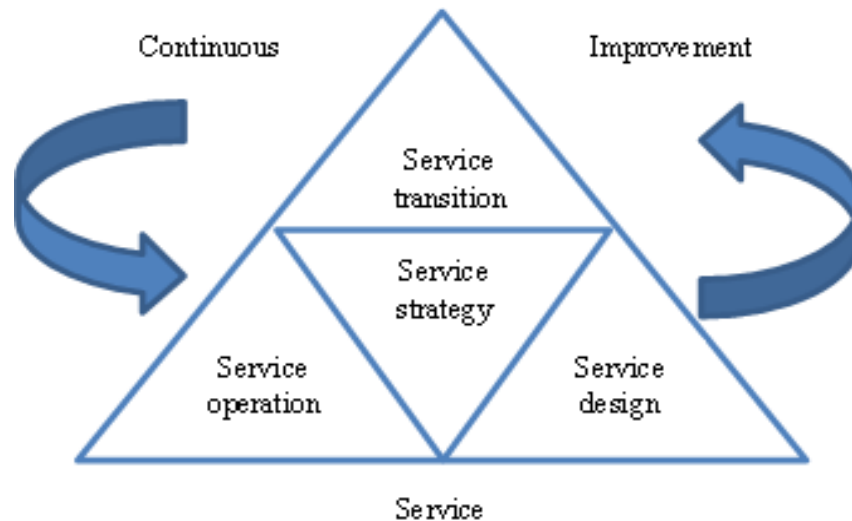 Continuous
Improvement
Service
transition
Service
strategy
Service
operation
Service
design
Service